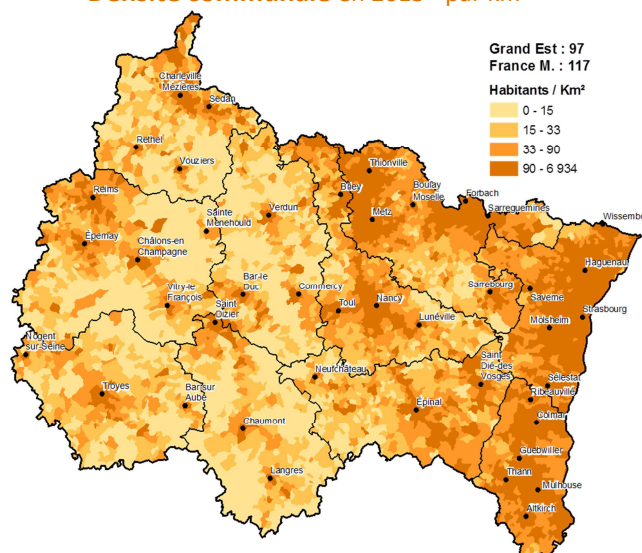 Grand Est : 97
France M. : 117
Habitants / Km²
0 - 15
15 - 33
33 - 90
90 - 6 934
Charleville
Mézières
Sedan
Rethel
Vouziers
Reims
Épernay
Châlons-en
Champagne
Sainte
Menehould
Verdun
Briey
Thionville
Metz
Boulay
Moselle
Forbach
Sarreguemines
Wissemb
Haguenau
Saverne
Strasbourg
Molsheim
Sarrebourg
Vitry-le
François
Bar-le
Duc
Commercy
Toul
Nancy
Lunéville
Saint
Dizier
Nogent
sur-Seine
Troyes
Bar-sur
Aube
Chaumont
Neufchâteau
Épinal
Saint
Dié-des
Vosges
Sélestat
Ribeauvillé
Colmar
Guebwiller
Thann
Mulhouse
Altkirch
Langres